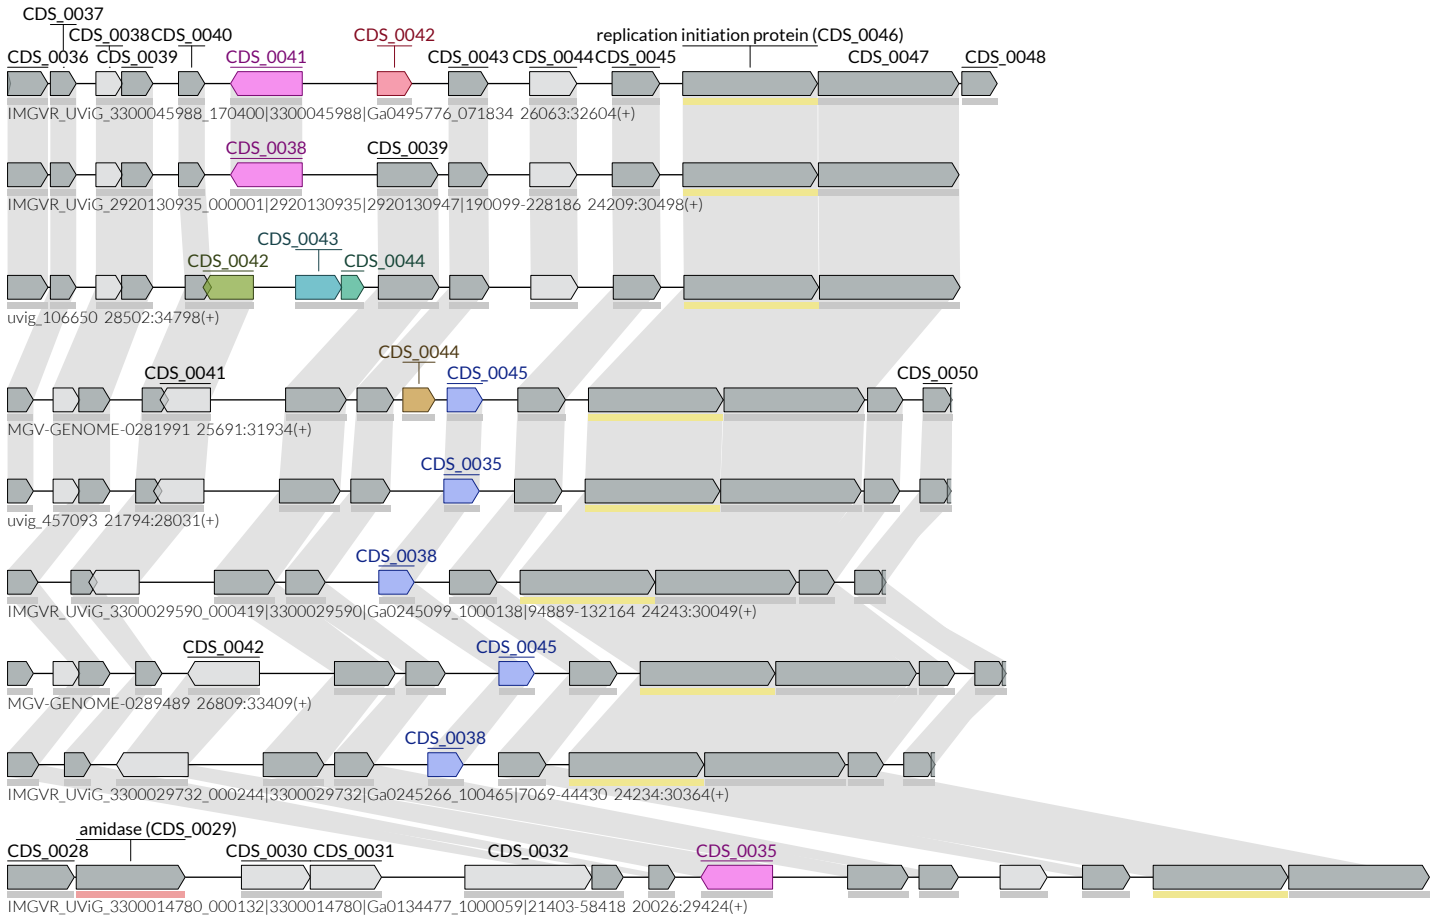 CDS_0037
CDS_0038 CDS_0040 CDS_0042 replication initiation protein (CDS_0046)
CDS_0036 CDS_0039 CDS_0041 CDS_0043 CDS_0044 CDS_0045 CDS_0047 CDS_0048
IMGVR_UViG_3300045988_170400|3300045988|Ga0495776_071834 26063:32604(+)
CDS_0038 CDS_0039
IMGVR_UViG_2920130935_000001|2920130935|2920130947|190099-228186 24209:30498(+)
CDS_0043
CDS_0042 CDS_0044
uvig_106650 28502:34798(+)
CDS_0044
CDS_0041 CDS_0045 CDS_0050
MGV-GENOME-0281991 25691:31934(+)
CDS_0035
uvig_457093 21794:28031(+)
CDS_0038
IMGVR_UViG_3300029590_000419|3300029590|Ga0245099_1000138|94889-132164 24243:30049(+)
CDS_0042 CDS_0045
MGV-GENOME-0289489 26809:33409(+)
CDS_0038
IMGVR_UViG_3300029732_000244|3300029732|Ga0245266_100465|7069-44430 24234:30364(+)
amidase (CDS_0029)
CDS_0028 CDS_0030 CDS_0031 CDS_0032 CDS_0035
IMGVR_UViG_3300014780_000132|3300014780|Ga0134477_1000059|21403-58418 20026:29424(+)